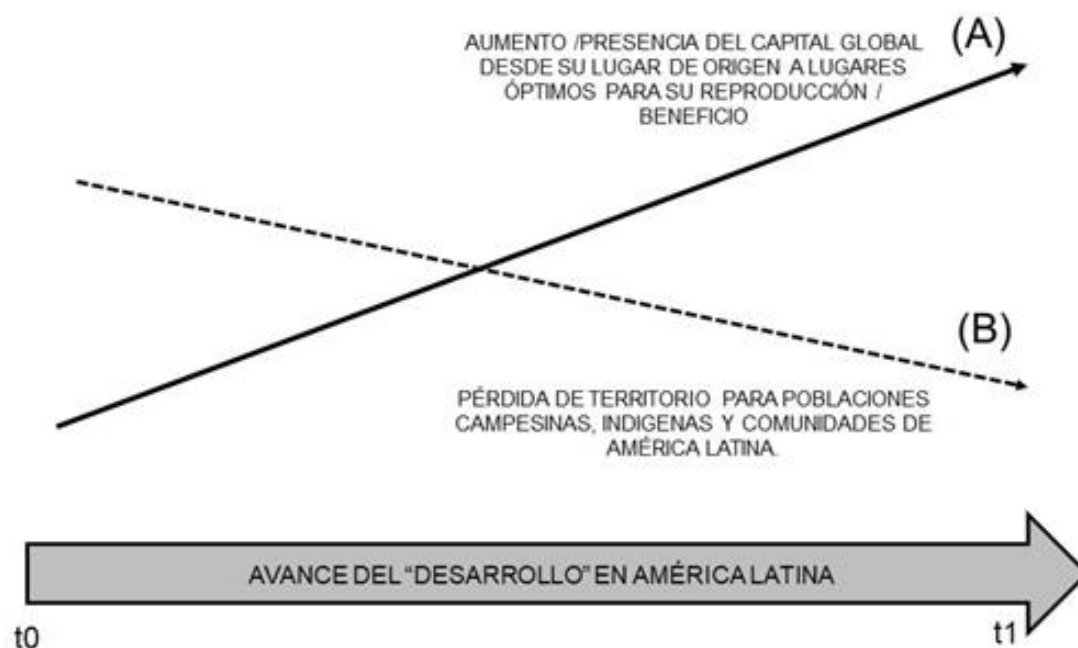 AUMENTO /PRESENCIA DEL CAPITAL GLOBAL
DESDE SU LUGAR DE ORIGEN A LUGARES
ÓPTIMOS PARA SU REPRODUCCIÓN /
BENEFICIO
(A)
(B)
PÉRDIDA DE TERRITORIO PARA POBLACIONES
CAMPESINAS, INDIGENAS Y COMUNIDADES DE
AMÉRICA LATINA.
AVANCE DEL “DESARROLLO” EN AMÉRICA LATINA
t0
t1